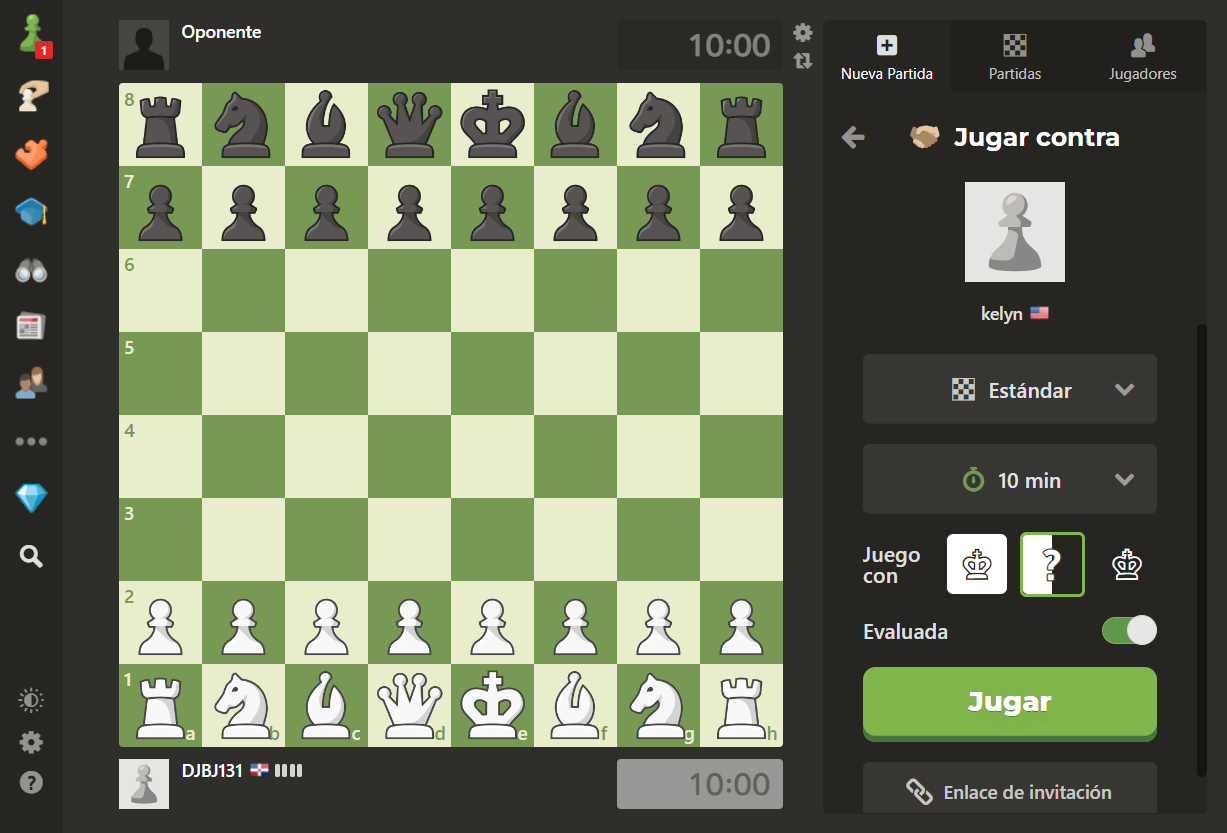 1
Oponente
10:00
8
7
6
5
4
3
2
1
a b c d e f g h
DJBJ131
10:00
Nueva Partida
Partidas
Jugadores
Jugar contra
kelyn
Estándar
10 min
Juego
con
?
Evaluada
Jugar
Enlace de invitación
?